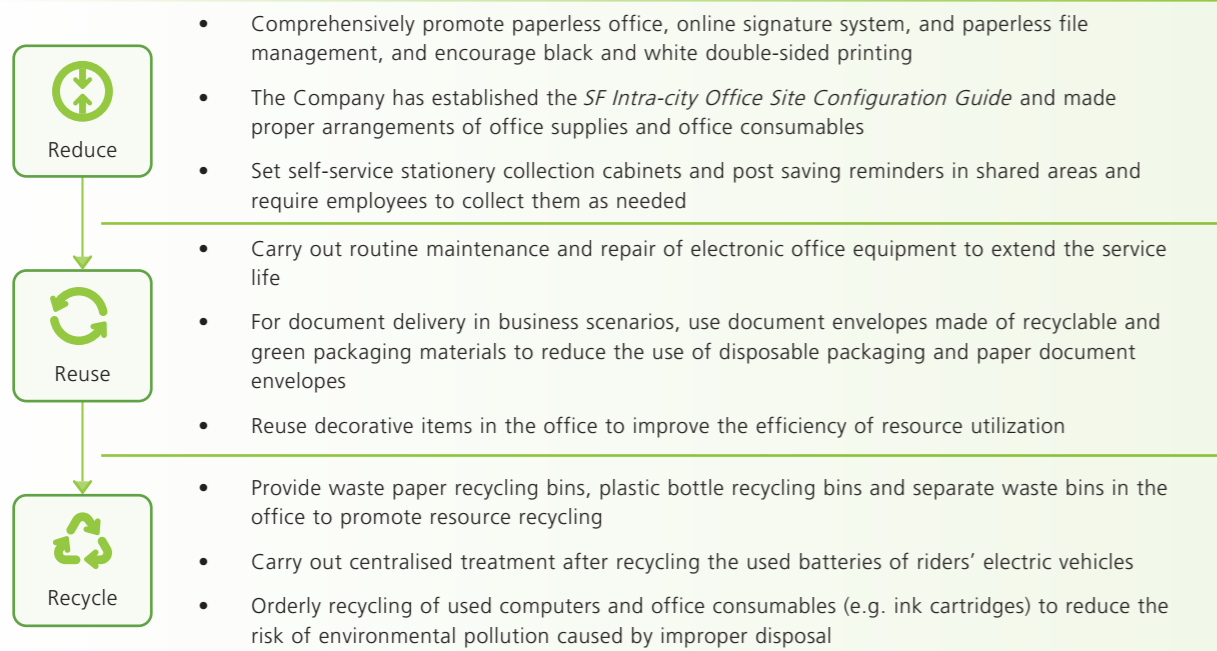 • Comprehensively promote paperless office, online signature system, and paperless file
management, and encourage black and white double-sided printing
• The Company has established the SF Intra-city Office Site Configuration Guide and made
proper arrangements of office supplies and office consumables
Reduce
• Set self-service stationery collection cabinets and post saving reminders in shared areas and
require employees to collect them as needed
• Carry out routine maintenance and repair of electronic office equipment to extend the service
life
• For document delivery in business scenarios, use document envelopes made of recyclable and
green packaging materials to reduce the use of disposable packaging and paper document
envelopes
Reuse
• Reuse decorative items in the office to improve the efficiency of resource utilization
• Provide waste paper recycling bins, plastic bottle recycling bins and separate waste bins in the
office to promote resource recycling
• Carry out centralised treatment after recycling the used batteries of riders’ electric vehicles
Recycle
• Orderly recycling of used computers and office consumables (e.g. ink cartridges) to reduce the
risk of environmental pollution caused by improper disposal